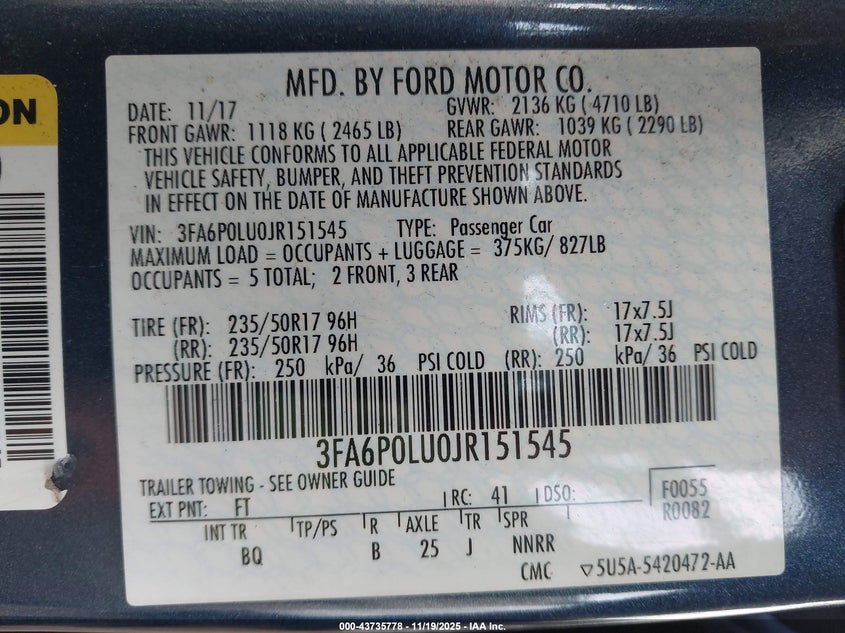 ON
MFD. BY FORD MOTOR CO.
DATE: 11/17 GVWR: 2136 KG ( 4710 LB)
FRONT GAWR: 1118 KG ( 2465 LB) REAR GAWR: 1039 KG ( 2290 LB)
THIS VEHICLE CONFORMS TO ALL APPLICABLE FEDERAL MOTOR
VEHICLE SAFETY, BUMPER, AND THEFT PREVENTION STANDARDS
IN EFFECT ON THE DATE OF MANUFACTURE SHOWN ABOVE.
VIN: 3FA6P0LU0JR151545 TYPE: Passenger Car
MAXIMUM LOAD = OCCUPANTS + LUGGAGE = 375KG/ 827LB
OCCUPANTS = 5 TOTAL; 2 FRONT, 3 REAR
TIRE (FR): 235/50R17 96H RIMS (FR): 17x7.5J
(RR): 235/50R17 96H (RR): 17x7.5J
PRESSURE (FR): 250 kPa/ 36 PSI COLD (RR): 250 kPa/ 36 PSI COLD
3FA6P0LU0JR151545
TRAILER TOWING - SEE OWNER GUIDE
EXT PNT: FT RC: 41 DSO: F0055
R0082
INT TR TP/PS R AXLE TR SPR
BQ B 25 J NNRR
CMC ▽5U5A-5420472-AA
000-43735778 - 11/19/2025 - IAA Inc.